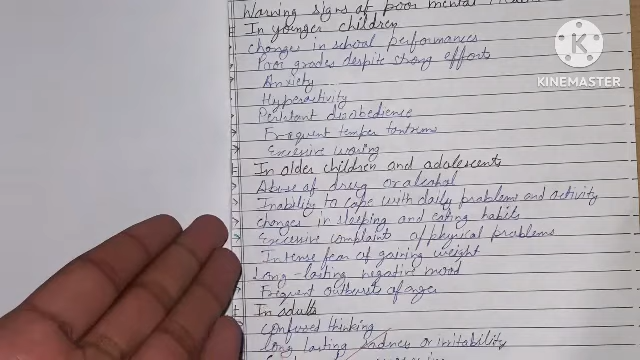 Warning signs of poor mental
In younger children
changes in school performances
Poor grades despite strong efforts
Anxiety
Hyperactivity
Persistant disobedience
Frequent temper tantrums
Excessive woring
In older children and adolescents
Abuse of drug or alcohol
Inability to cope with daily problems and activity
changes in sleeping and eating habits
Excessive complaint of physical problems
Intense fear of gaining weight
Long-lasting negative mood
Frequent outbursts of anger
In adults
confused thinking
long lasting sadness or irritability
KINEMASTER